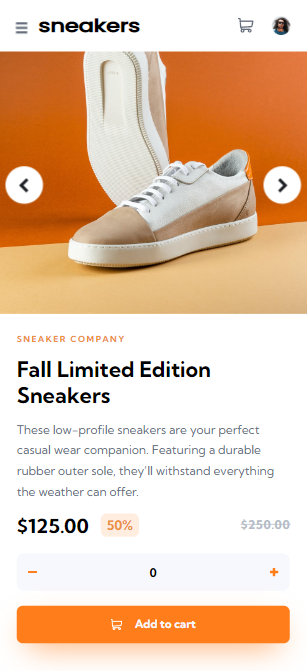 sneakers
SNEAKER COMPANY
Fall Limited Edition
Sneakers
These low-profile sneakers are your perfect
casual wear companion. Featuring a durable
rubber outer sole, they'll withstand everything
the weather can offer.
$125.00 50% $250.00
− 0 +
Add to cart